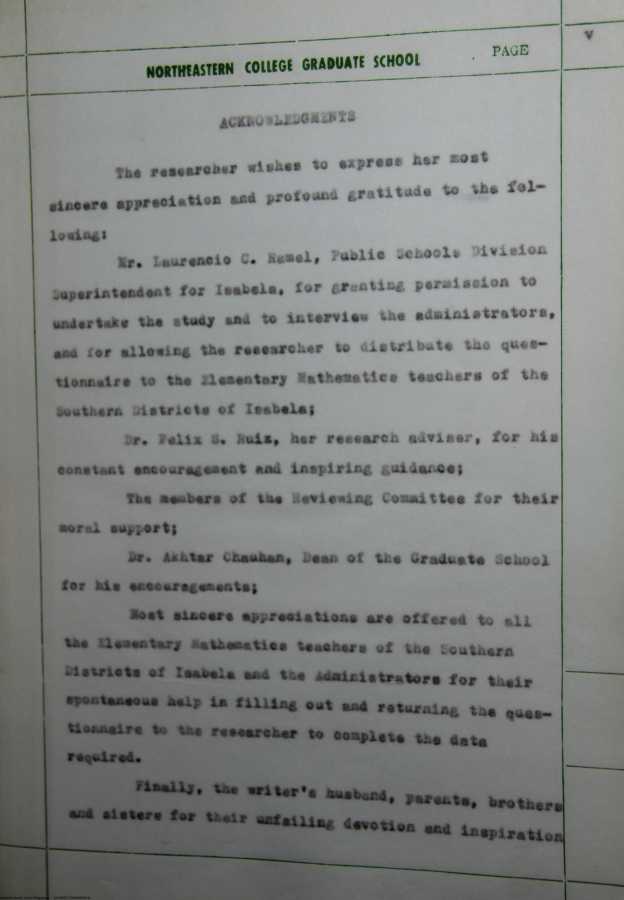 NORTHEASTERN COLLEGE GRADUATE SCHOOL PAGE v
ACKNOWLEDGMENTS
The researcher wishes to express her most
sincere appreciation and profound gratitude to the fol-
lowing:
Mr. Laurencio C. Ramel, Public Schools Division
Superintendent for Isabela, for granting permission to
undertake the study and to interview the administrators,
and for allowing the researcher to distribute the ques-
tionnaire to the Elementary Mathematics teachers of the
Southern Districts of Isabela;
Dr. Felix S. Ruiz, her research adviser, for his
constant encouragement and inspiring guidance;
The members of the Reviewing Committee for their
moral support;
Dr. Akhtar Chauhan, Dean of the Graduate School
for his encouragements;
Most sincere appreciations are offered to all
the Elementary Mathematics teachers of the Southern
Districts of Isabela and the Administrators for their
spontaneous help in filling out and returning the ques-
tionnaire to the researcher to complete the data
required.
Finally, the writer's husband, parents, brothers
and sisters for their unfailing devotion and inspiration